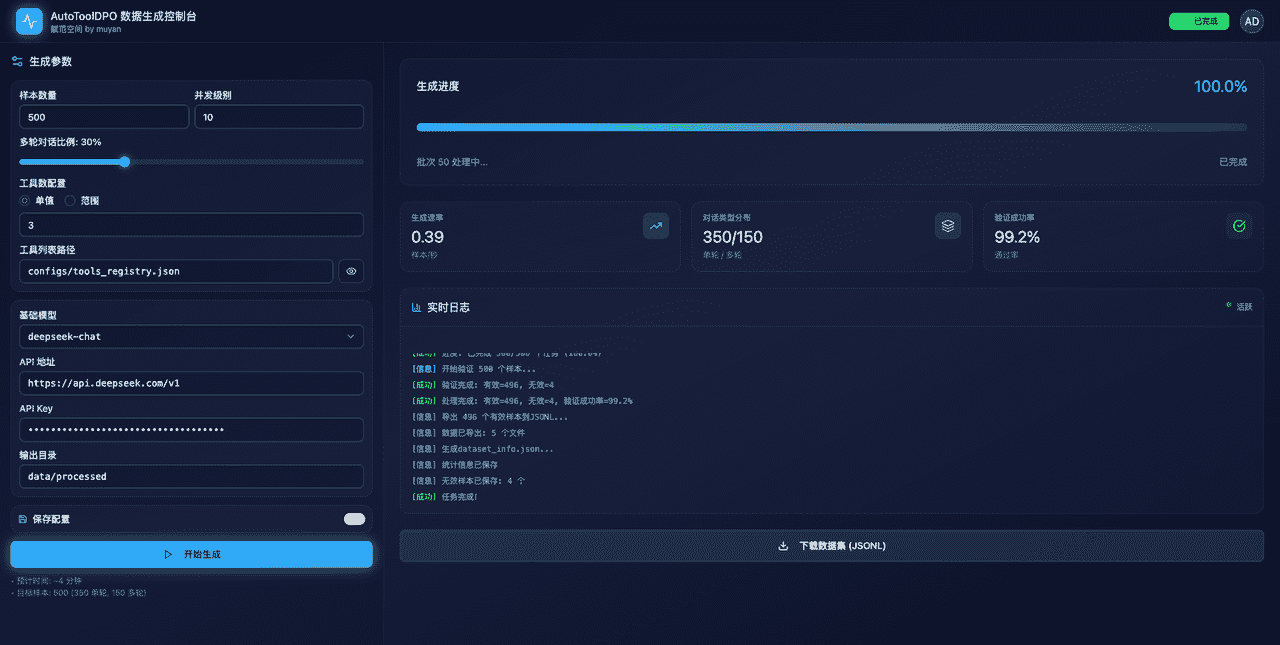 AutoToolDPO 数据生成控制台
赋范空间 by muyan
已完成
AD
生成参数
样本数量
并发级别
500
10
多轮对话比例: 30%
工具数配置
单值
范围
3
工具列表路径
configs/tools_registry.json
基础模型
deepseek-chat
API 地址
https://api.deepseek.com/v1
API Key
••••••••••••••••••••••••••••••••••
输出目录
data/processed
保存配置
开始生成
- 预计时间: ~4 分钟
- 目标样本: 500 (350 单轮, 150 多轮)
生成进度
100.0%
批次 50 处理中...
已完成
生成速率
0.39
样本/秒
对话类型分布
350/150
单轮 / 多轮
验证成功率
99.2%
通过率
实时日志
活跃
[成功] 进度: 已完成 500/500 个任务 (100.0%)
[信息] 开始验证 500 个样本...
[成功] 验证完成: 有效=496, 无效=4
[成功] 处理完成: 有效=496, 无效=4, 验证成功率=99.2%
[信息] 导出 496 个有效样本到JSONL...
[信息] 数据已导出: 5 个文件
[信息] 生成dataset_info.json...
[信息] 统计信息已保存
[信息] 无效样本已保存: 4 个
[成功] 任务完成!
下载数据集 (JSONL)